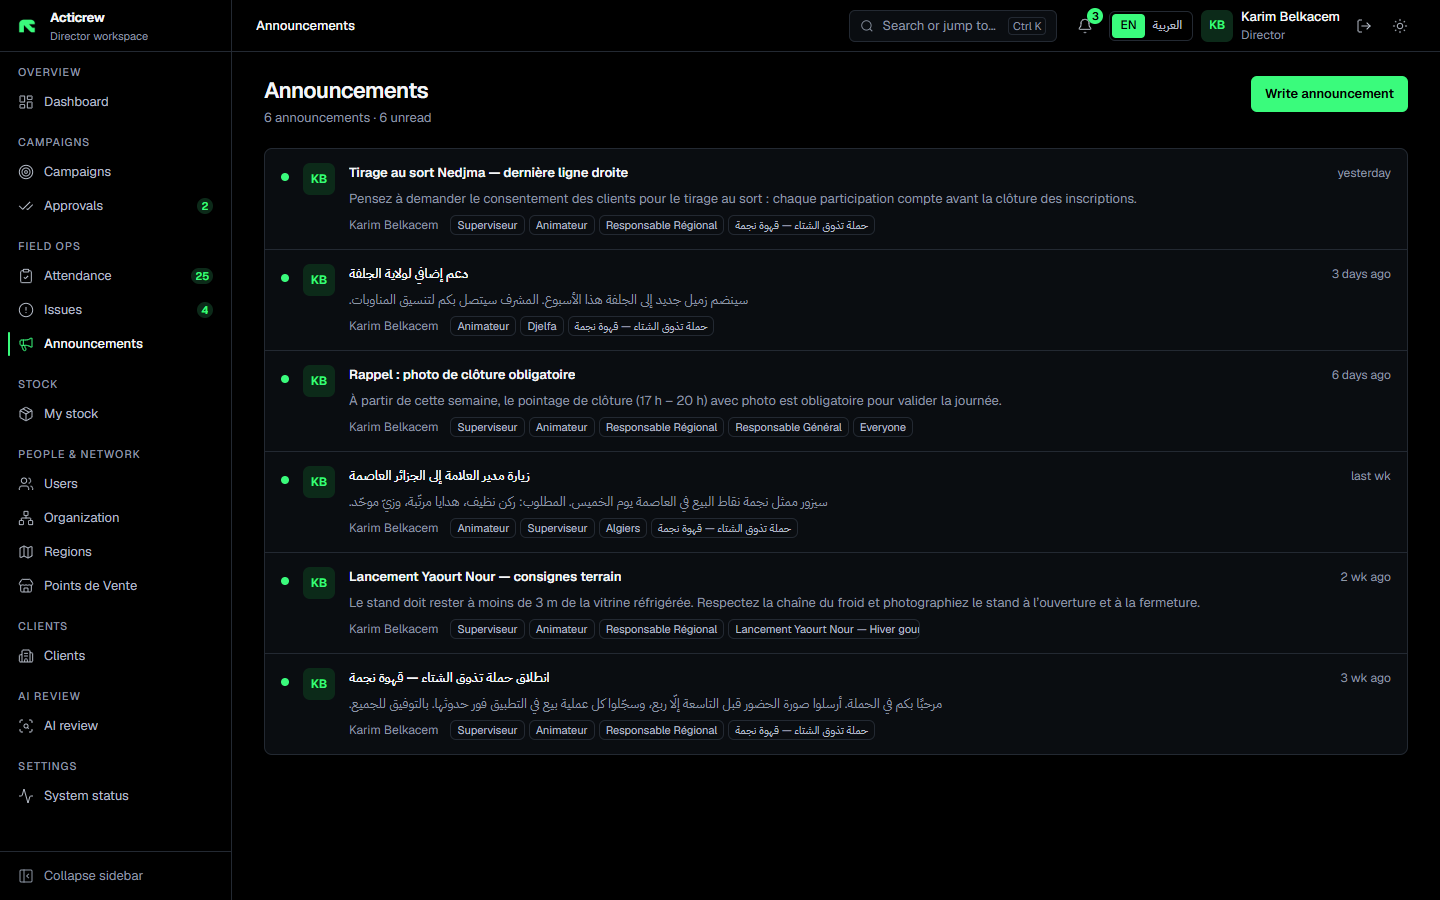 Acticrew
Director workspace
OVERVIEW
Dashboard
CAMPAIGNS
Campaigns
Approvals 2
FIELD OPS
Attendance 25
Issues 4
Announcements
STOCK
My stock
PEOPLE & NETWORK
Users
Organization
Regions
Points de Vente
CLIENTS
Clients
AI REVIEW
AI review
SETTINGS
System status
Collapse sidebar
Announcements
Search or jump to... Ctrl K
3
EN العربية
KB Karim Belkacem
Director
Announcements
6 announcements · 6 unread
Write announcement
KB Tirage au sort Nedjma — dernière ligne droite yesterday
Pensez à demander le consentement des clients pour le tirage au sort : chaque participation compte avant la clôture des inscriptions.
Karim Belkacem Superviseur Animateur Responsable Régional حملة تذوق الشتاء — قهوة نجمة
KB دعم إضافي لولاية الجلفة 3 days ago
سينضم زميل جديد إلى الجلفة هذا الأسبوع. المشرف سيتصل بكم لتنسيق المناوبات.
Karim Belkacem Animateur Djelfa حملة تذوق الشتاء — قهوة نجمة
KB Rappel : photo de clôture obligatoire 6 days ago
À partir de cette semaine, le pointage de clôture (17 h – 20 h) avec photo est obligatoire pour valider la journée.
Karim Belkacem Superviseur Animateur Responsable Régional Responsable Général Everyone
KB زيارة مدير العلامة إلى الجزائر العاصمة last wk
سيزور ممثل نجمة نقاط البيع في العاصمة يوم الخميس. المطلوب: ركن نظيف، هدايا مرتّبة، وزيّ موحّد.
Karim Belkacem Animateur Superviseur Algiers حملة تذوق الشتاء — قهوة نجمة
KB Lancement Yaourt Nour — consignes terrain 2 wk ago
Le stand doit rester à moins de 3 m de la vitrine réfrigérée. Respectez la chaîne du froid et photographiez le stand à l'ouverture et à la fermeture.
Karim Belkacem Superviseur Animateur Responsable Régional Lancement Yaourt Nour — Hiver gour
KB انطلاق حملة تذوق الشتاء — قهوة نجمة 3 wk ago
مرحبًا بكم في الحملة. أرسلوا صورة الحضور قبل التاسعة إلّا ربع، وسجّلوا كل عملية بيع في التطبيق فور حدوثها. بالتوفيق للجميع.
Karim Belkacem Superviseur Animateur Responsable Régional حملة تذوق الشتاء — قهوة نجمة